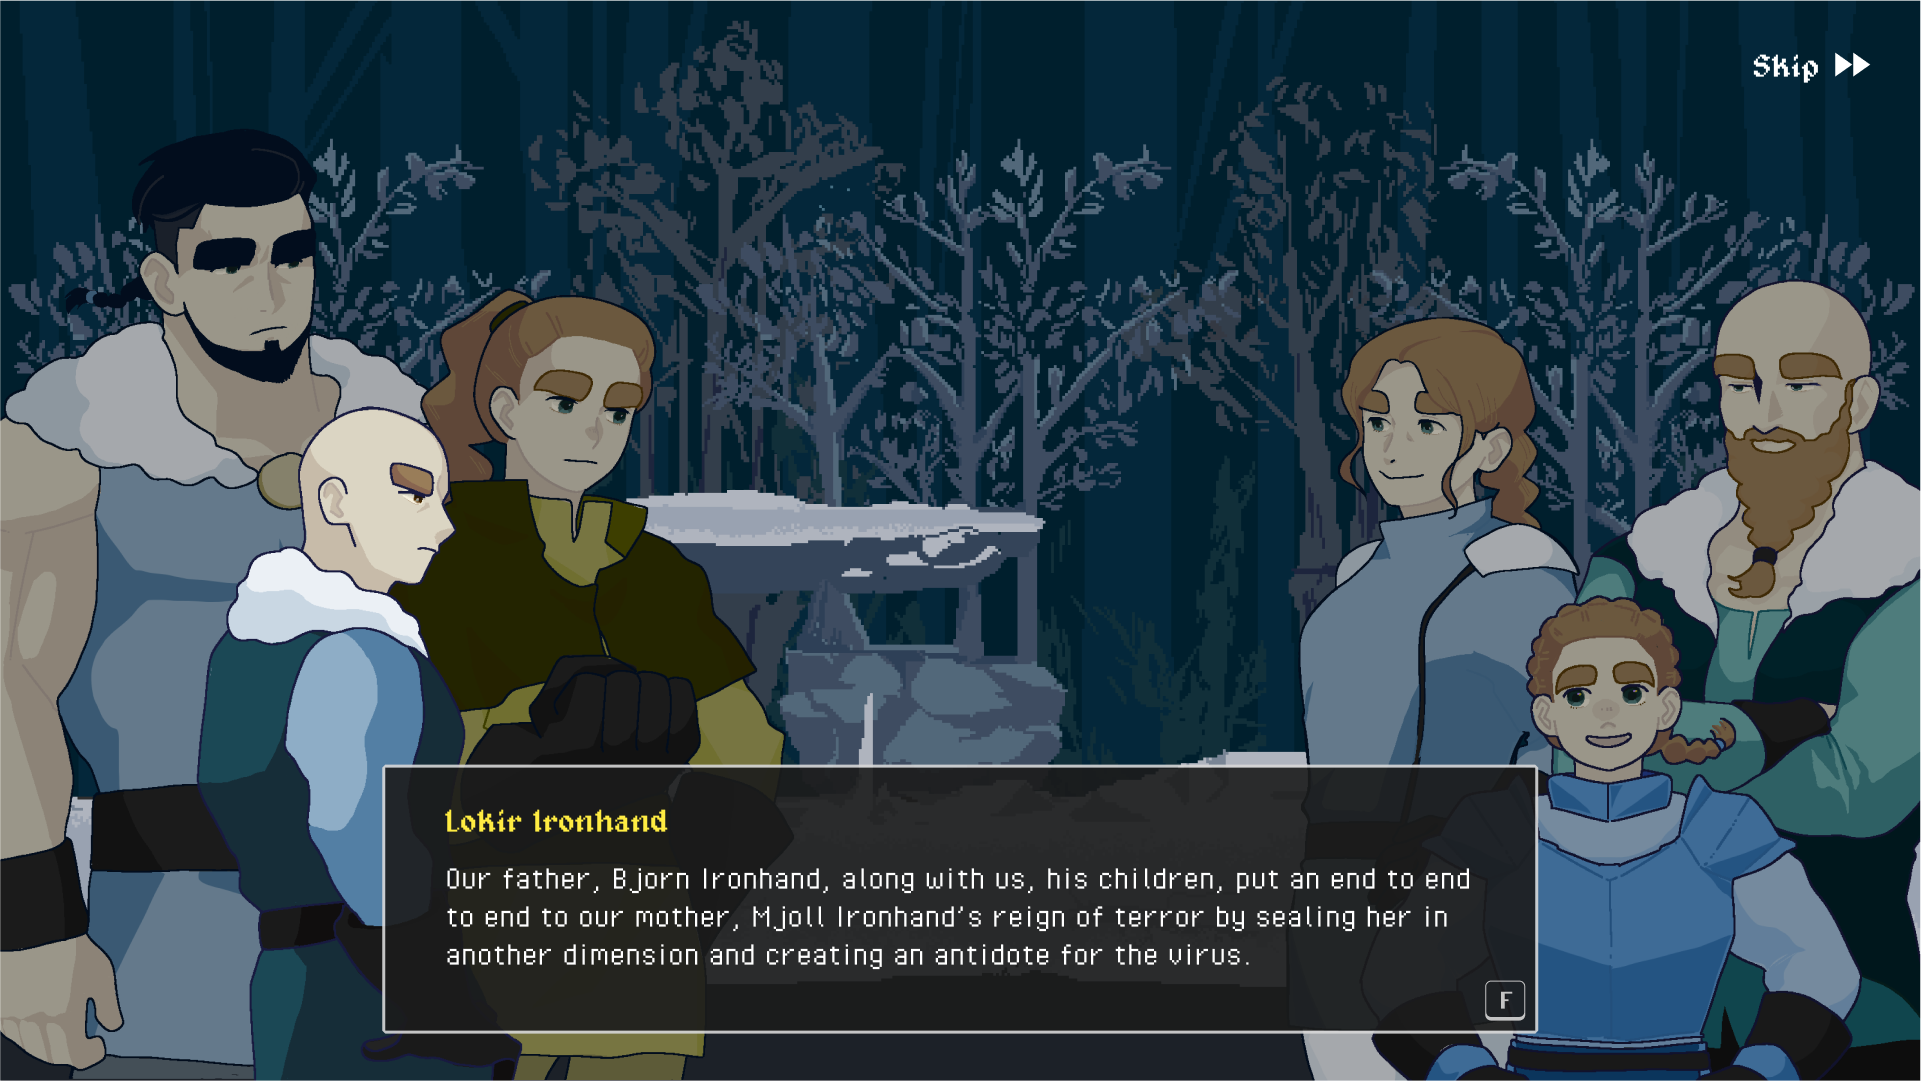 Skip
Lokir Ironhand
Our father, Bjorn Ironhand, along with us, his children, put an end to end
to end to our mother, Mjoll Ironhand's reign of terror by sealing her in
another dimension and creating an antidote for the virus.
F